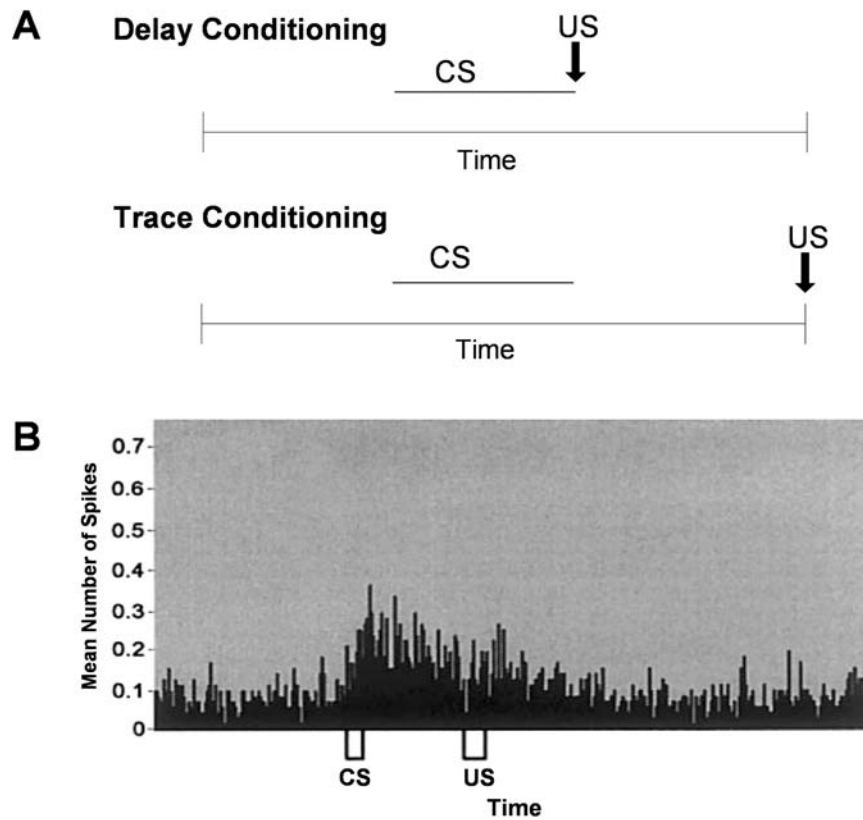 A
Delay Conditioning
US
CS
Time
Trace Conditioning
US
CS
Time
B
Mean Number of Spikes
0.7
0.6
0.5
0.4
0.3
0.2
0.1
0
CS
US
Time